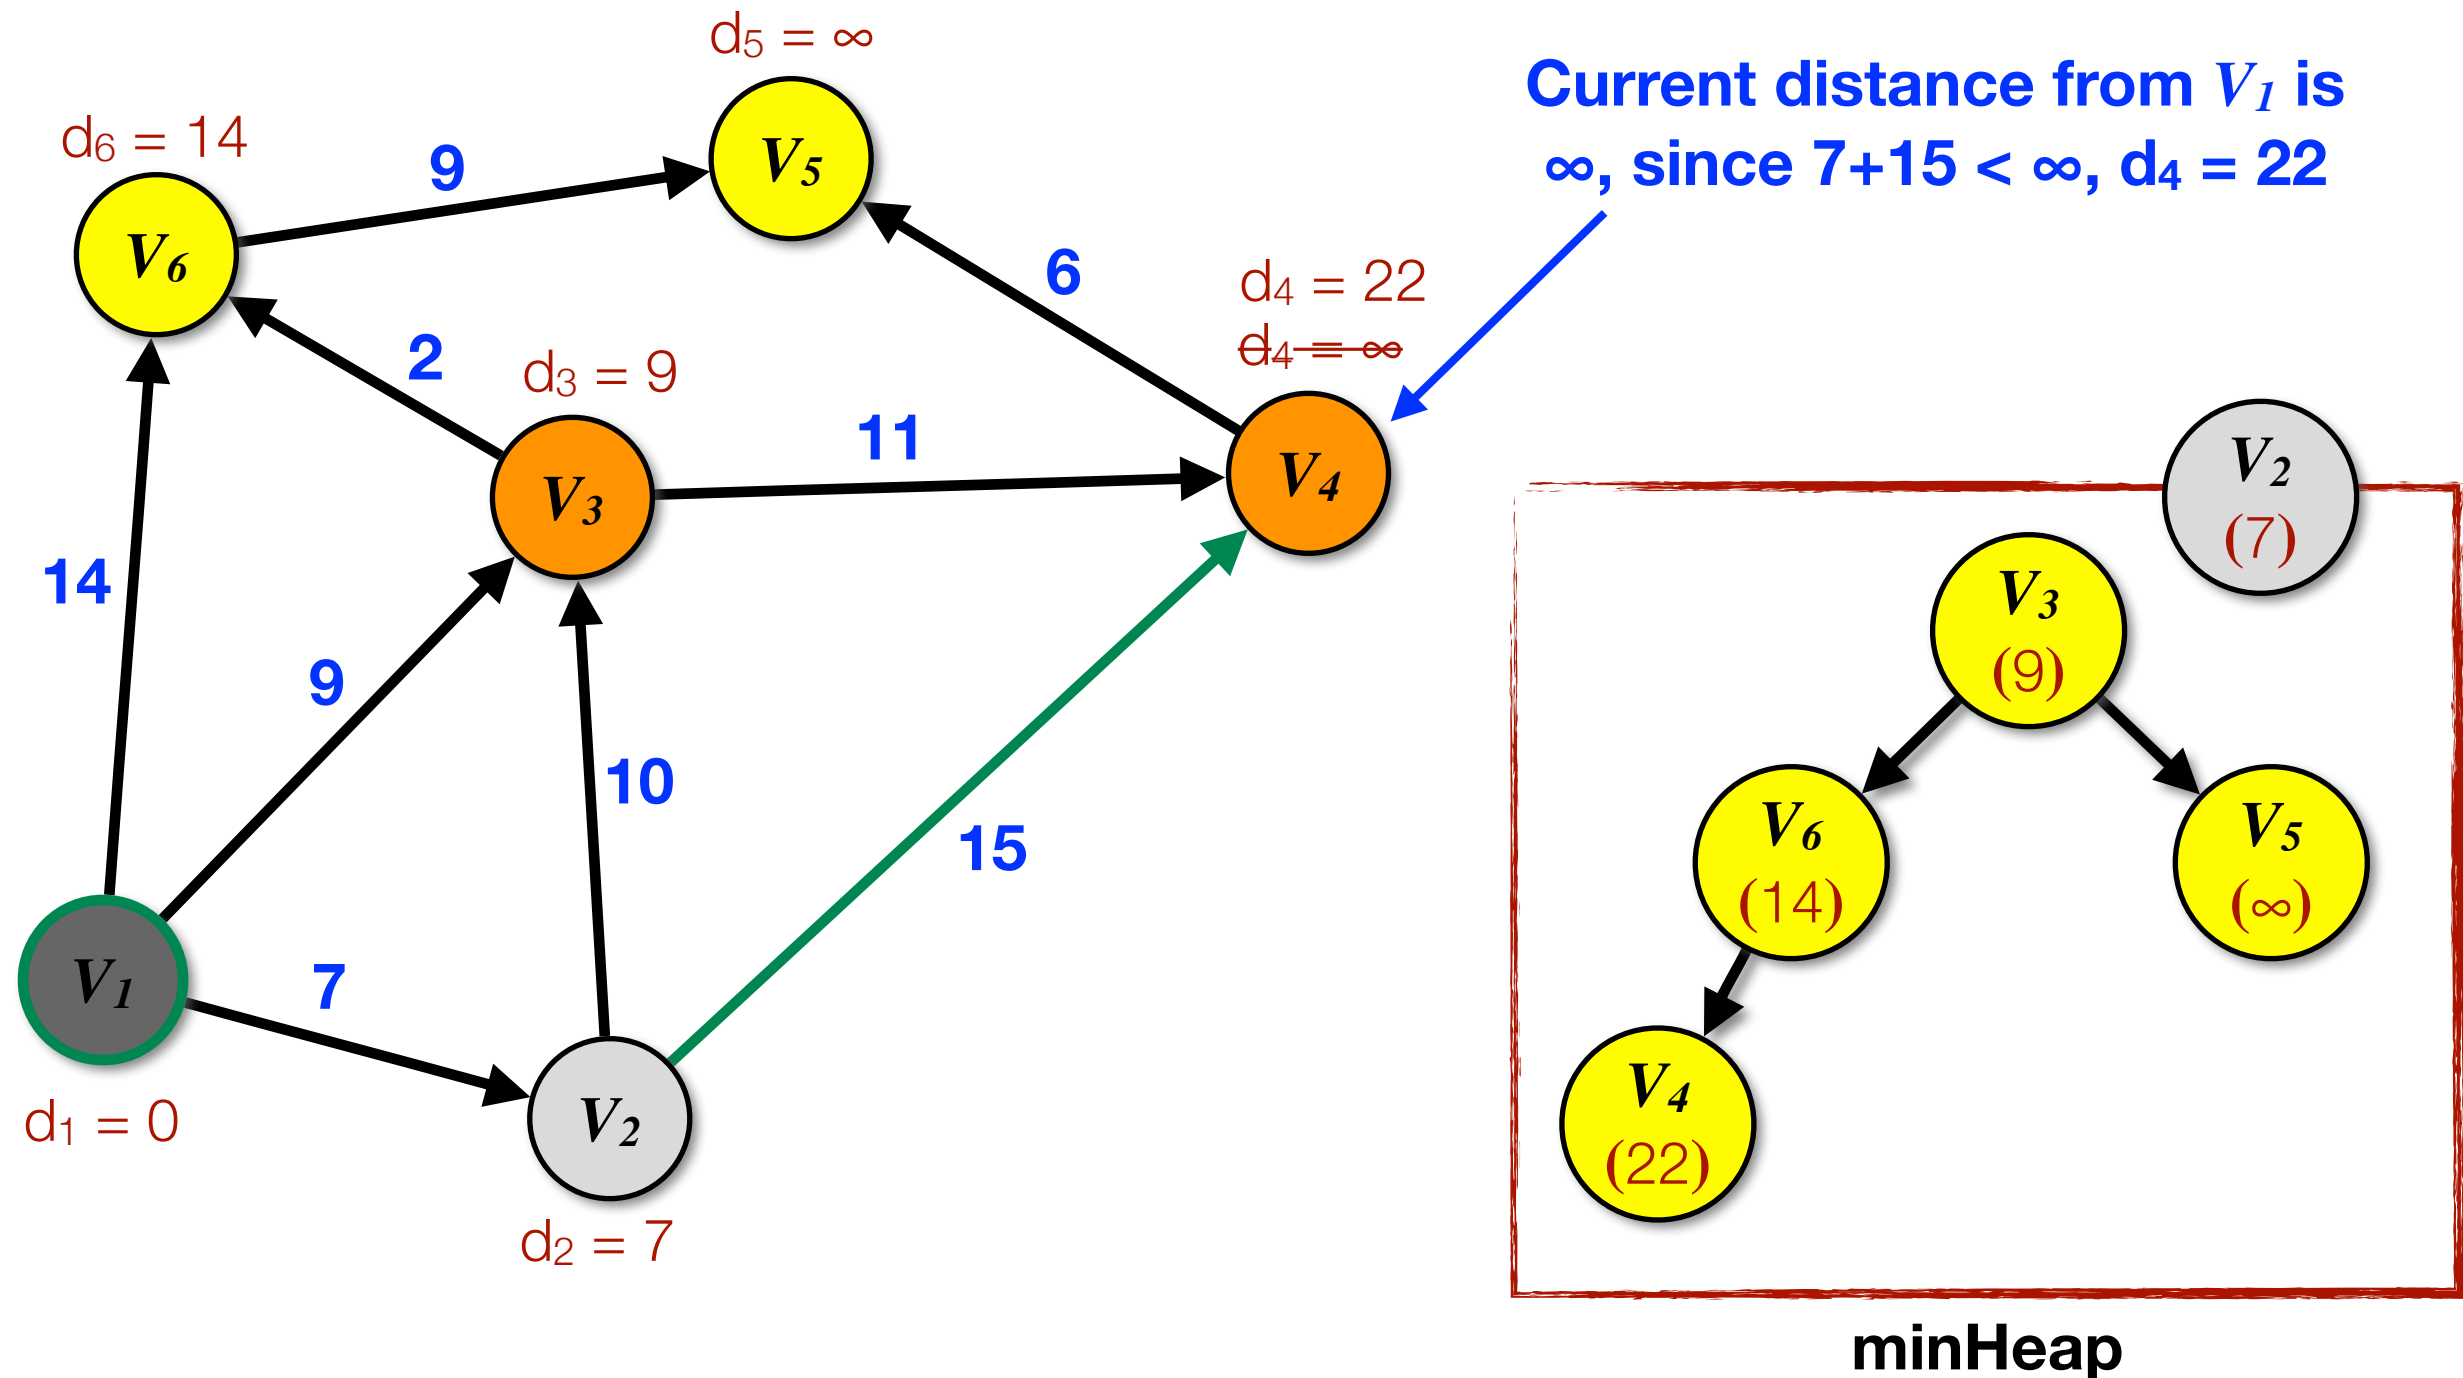 d5 = ∞
Current distance from V1 is
∞, since 7+15 < ∞, d4 = 22
d6 = 14
9
V5
V6
6
d4 = 22
d4 = ∞
2
d3 = 9
11
V4
V3
V2
(7)
14
V3
(9)
9
10
15
V6
(14)
V5
(∞)
V1
7
V2
d1 = 0
V4
(22)
d2 = 7
minHeap